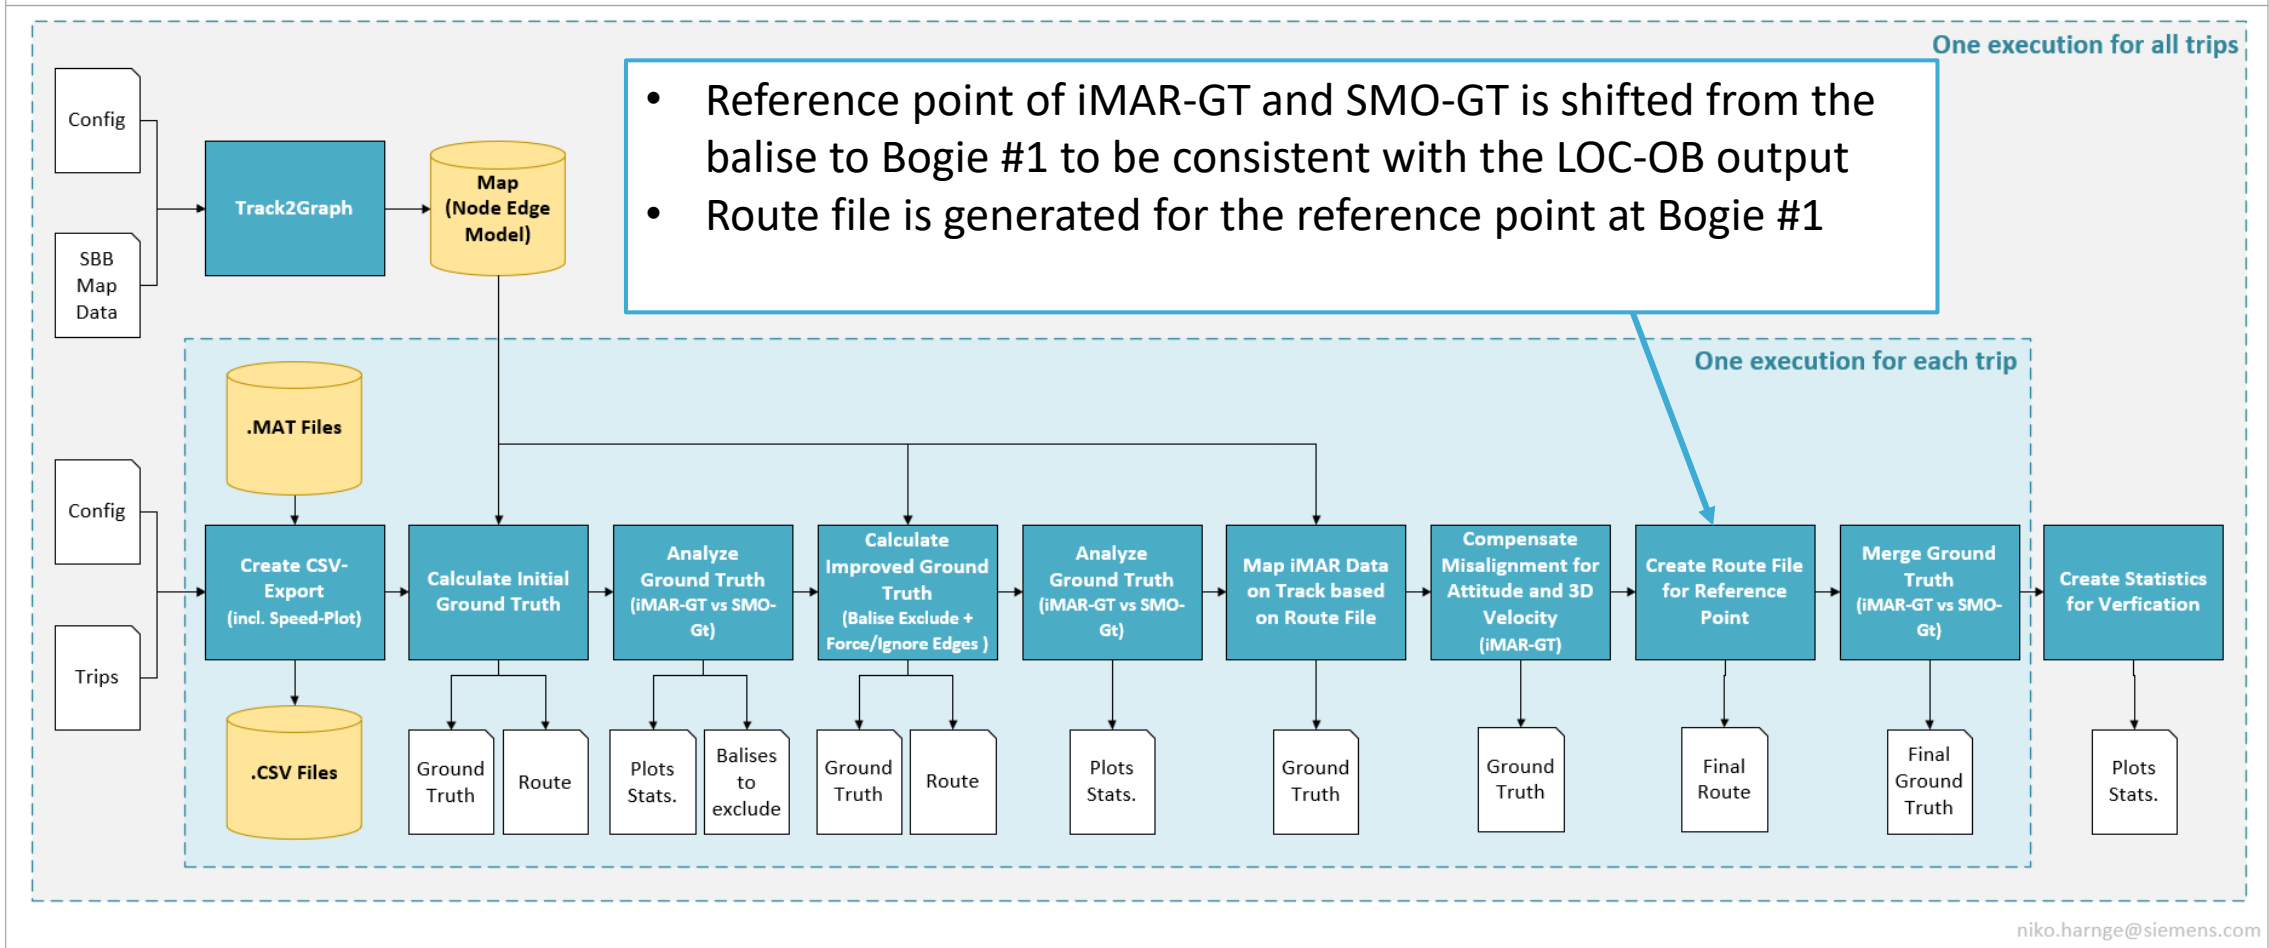 One execution for all trips
Config
SBB
Map
Data
Track2Graph
Map
(Node Edge
Model)
• Reference point of iMAR-GT and SMO-GT is shifted from the
balise to Bogie #1 to be consistent with the LOC-OB output
• Route file is generated for the reference point at Bogie #1
One execution for each trip
.MAT Files
Config
Trips
Create CSV-
Export
(incl. Speed-Plot)
Calculate Initial
Ground Truth
Analyze
Ground Truth
(iMAR-GT vs SMO-
Gt)
Calculate
Improved Ground
Truth
(Balise Exclude +
Force/Ignore Edges )
Analyze
Ground Truth
(iMAR-GT vs SMO-
Gt)
Map iMAR Data
on Track based
on Route File
Compensate
Misalignment for
Attitude and 3D
Velocity
(iMAR-GT)
Create Route File
for Reference
Point
Merge Ground
Truth
(iMAR-GT vs SMO-
Gt)
Create Statistics
for Verfication
.CSV Files
Ground
Truth
Route
Plots
Stats.
Balises
to
exclude
Ground
Truth
Route
Plots
Stats.
Ground
Truth
Ground
Truth
Final
Route
Final
Ground
Truth
Plots
Stats.
niko.harnge@siemens.com